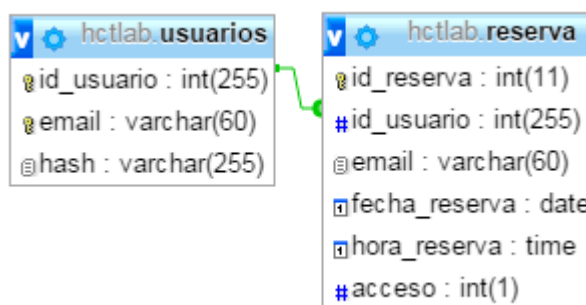 v hctlab.usuarios
id_usuario : int(255)
email : varchar(60)
hash : varchar(255)
v hctlab.reserva
id_reserva : int(11)
#id_usuario : int(255)
email : varchar(60)
fecha_reserva : date
hora_reserva : time
#acceso : int(1)